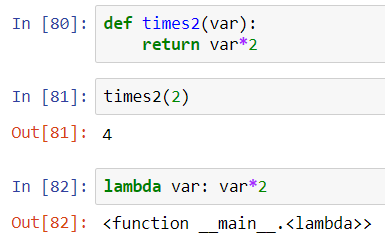 In [80]: def times2(var):
    return var*2
In [81]: times2(2)
Out[81]: 4
In [82]: lambda var: var*2
Out[82]: <function __main__.<lambda>>